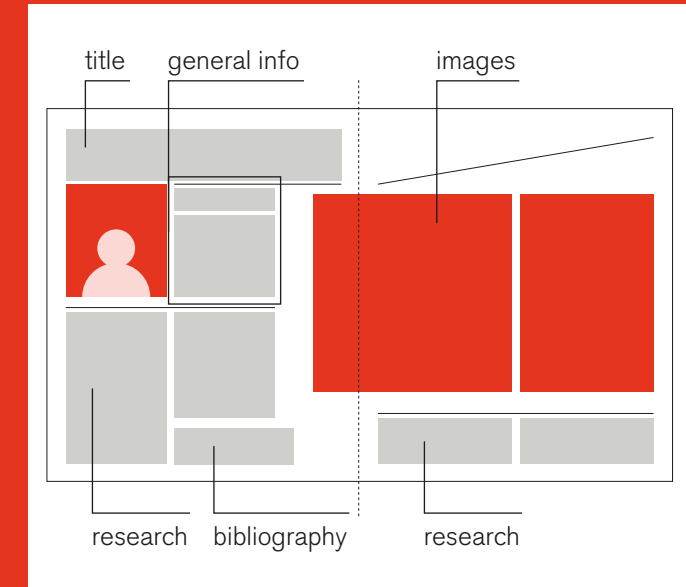 title
general info
images
research
bibliography
research